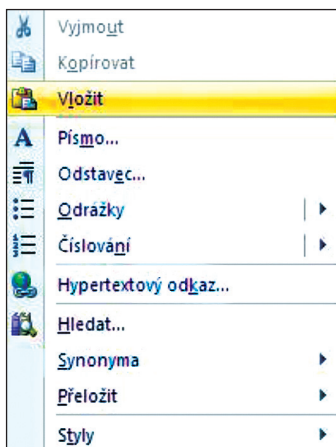 Vyjmout
Kopírovat
Vložit
Písmo...
Odstavec...
Odrážky
Číslování
Hypertextový odkaz...
Hledat...
Synonyma
Přeložit
Styly